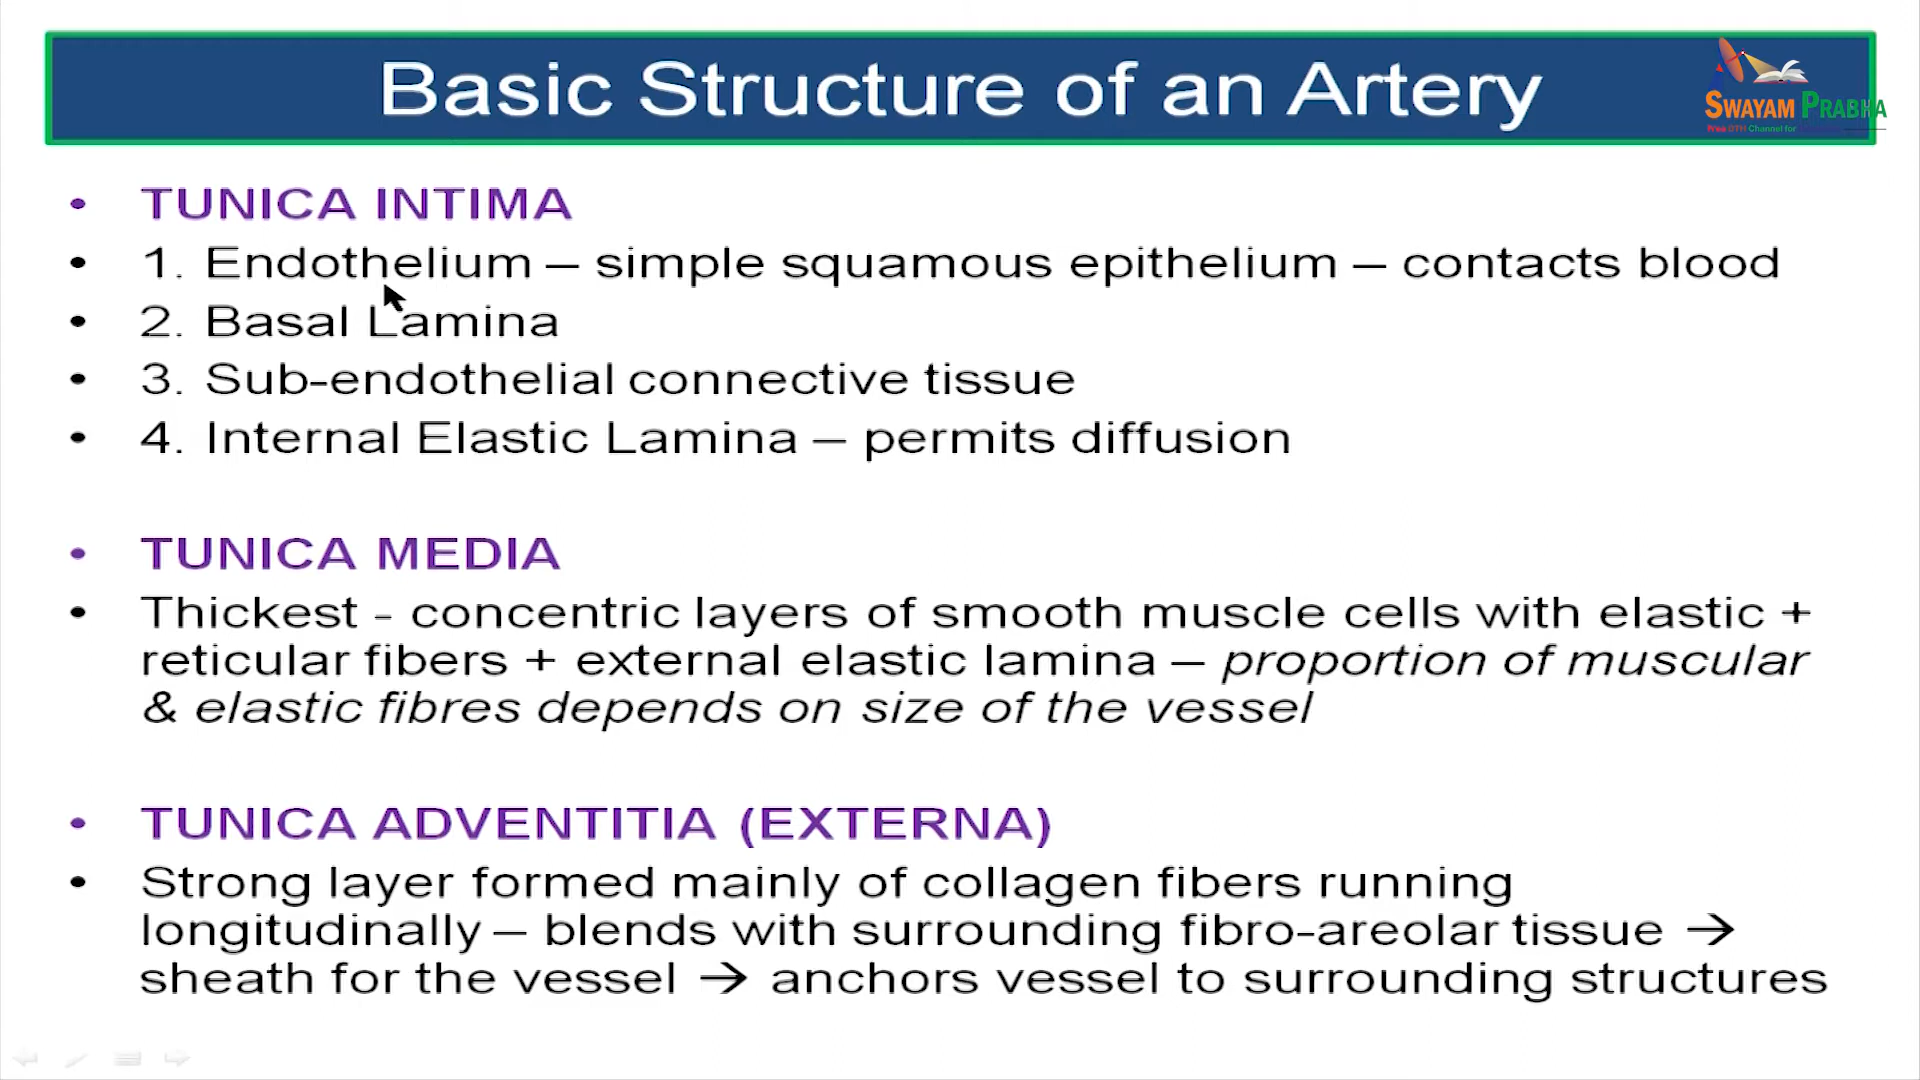 Basic Structure of an Artery
SWAYAM PRABHA
Free DTH Channel for
• TUNICA INTIMA
• 1. Endothelium – simple squamous epithelium – contacts blood
• 2. Basal Lamina
• 3. Sub-endothelial connective tissue
• 4. Internal Elastic Lamina – permits diffusion
• TUNICA MEDIA
• Thickest - concentric layers of smooth muscle cells with elastic +
reticular fibers + external elastic lamina – proportion of muscular
& elastic fibres depends on size of the vessel
• TUNICA ADVENTITIA (EXTERNA)
• Strong layer formed mainly of collagen fibers running
longitudinally – blends with surrounding fibro-areolar tissue →
sheath for the vessel → anchors vessel to surrounding structures